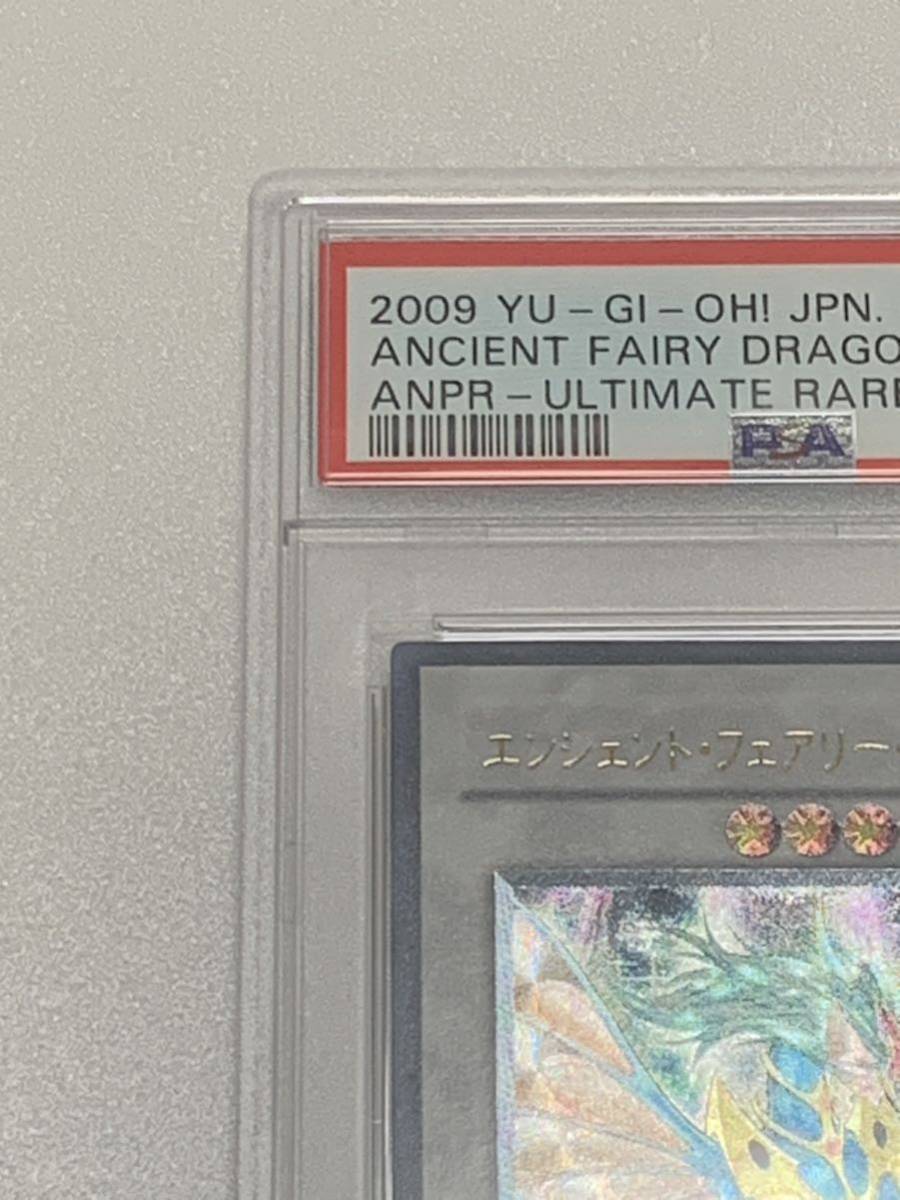 2009 YU-GI-OH! JPN.
ANCIENT FAIRY DRAGO
ANPR-ULTIMATE RARE
PSA
エンシェント・フェアリー・